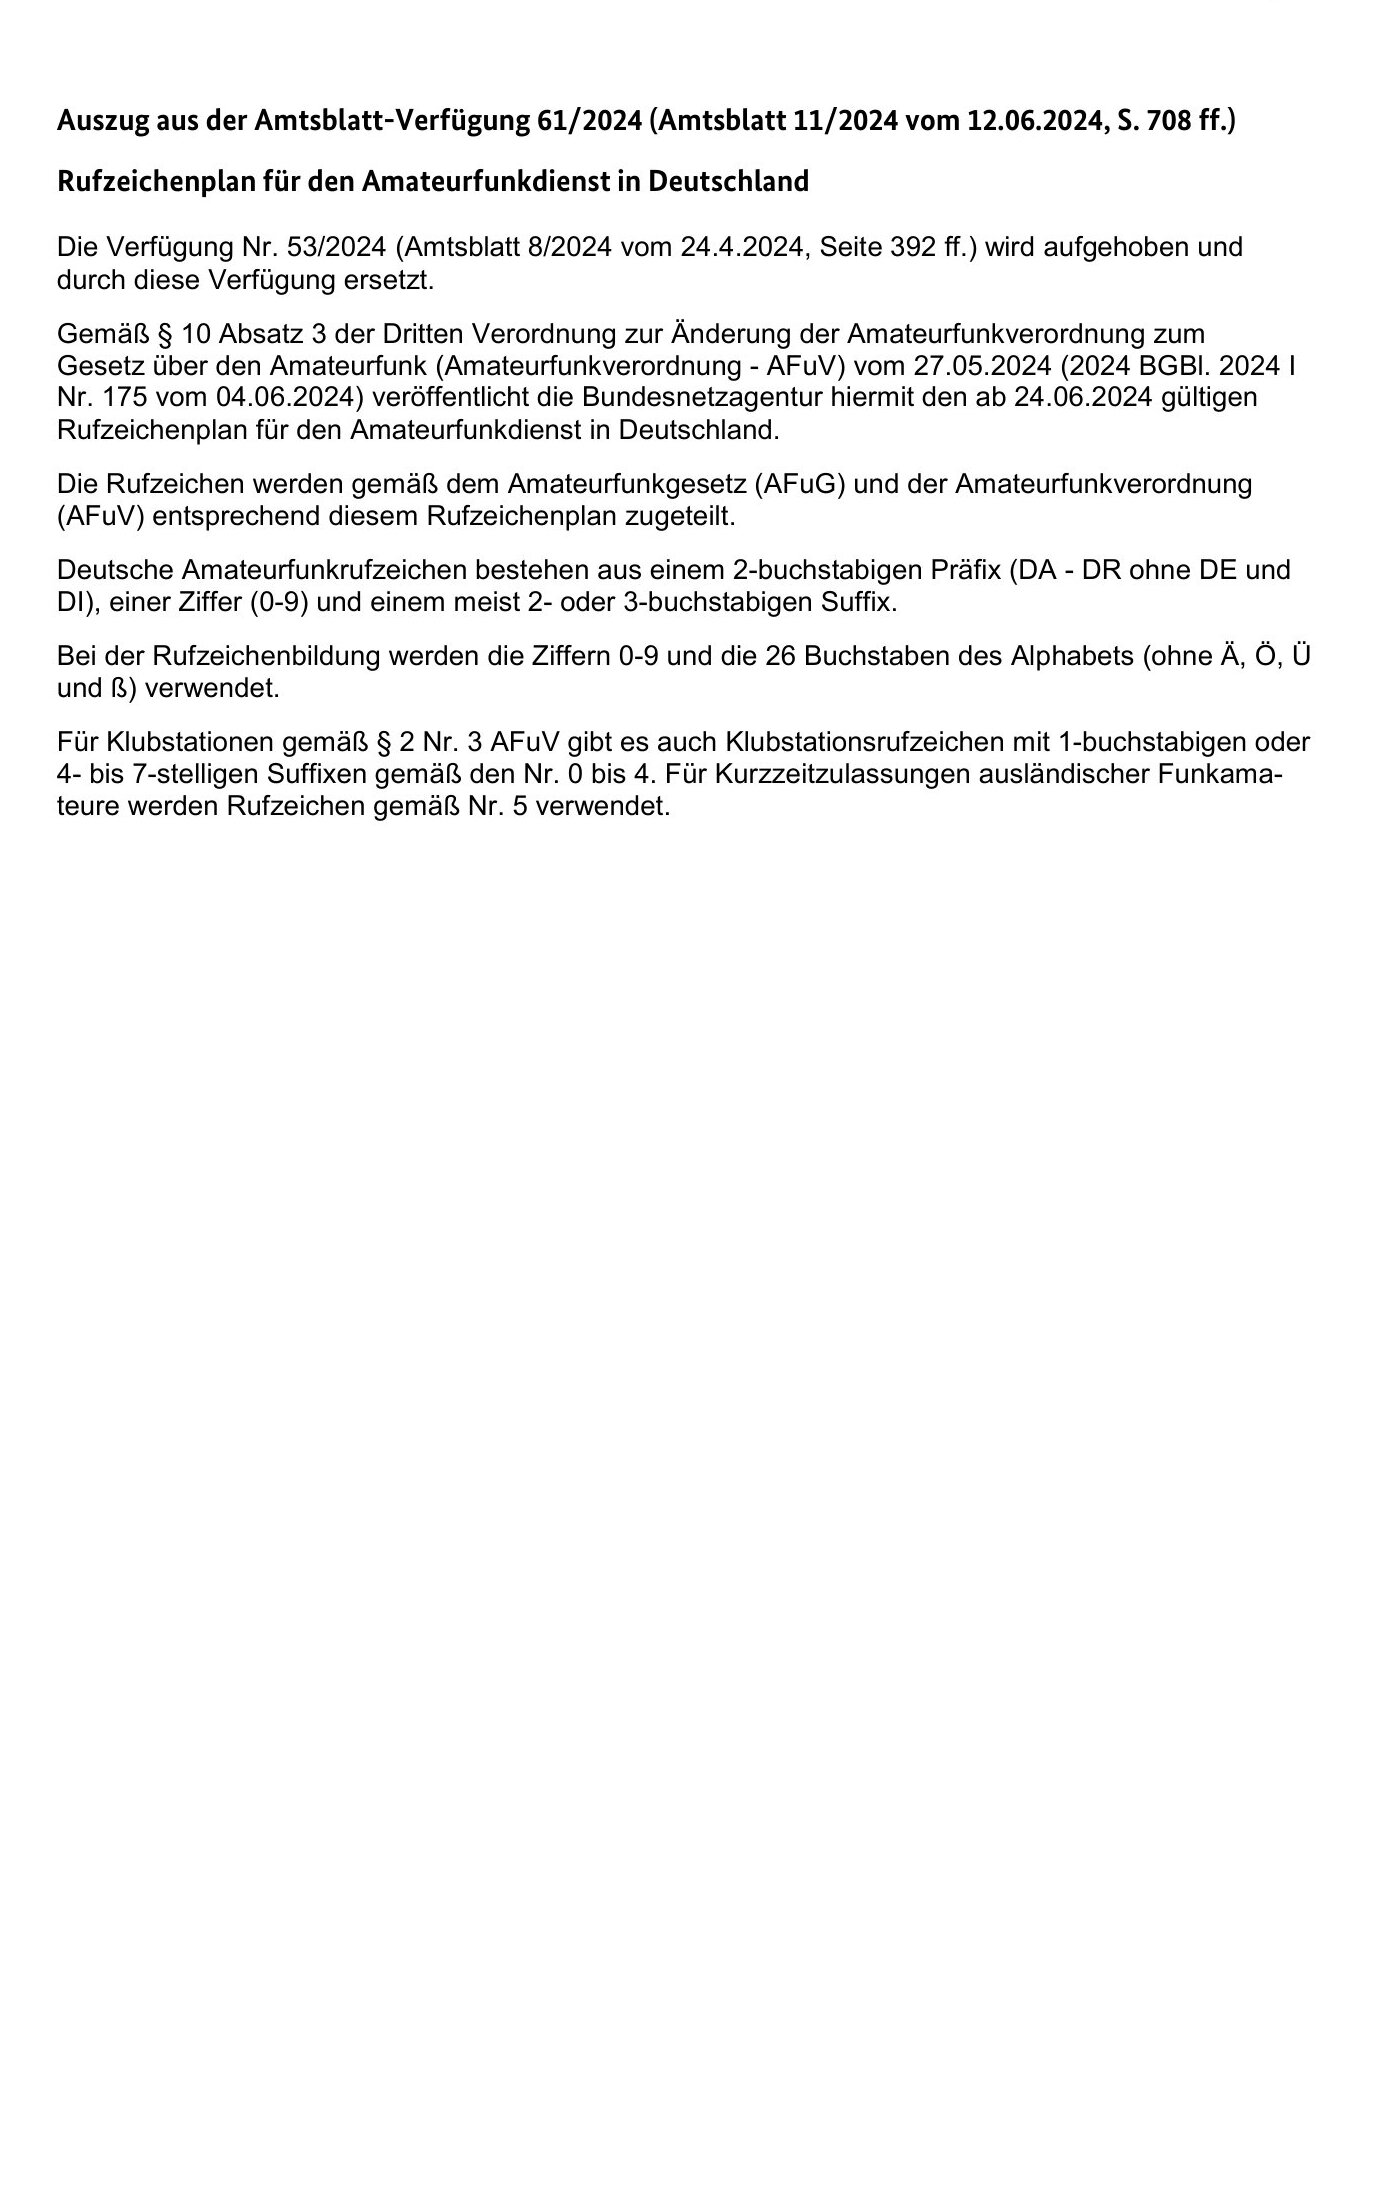 Auszug aus der Amtsblatt-Verfügung 61/2024 (Amtsblatt 11/2024 vom 12.06.2024, S. 708 ff.)
Rufzeichenplan für den Amateurfunkdienst in Deutschland
Die Verfügung Nr. 53/2024 (Amtsblatt 8/2024 vom 24.4.2024, Seite 392 ff.) wird aufgehoben und
durch diese Verfügung ersetzt.
Gemäß § 10 Absatz 3 der Dritten Verordnung zur Änderung der Amateurfunkverordnung zum
Gesetz über den Amateurfunk (Amateurfunkverordnung - AFuV) vom 27.05.2024 (2024 BGBl. 2024 I
Nr. 175 vom 04.06.2024) veröffentlicht die Bundesnetzagentur hiermit den ab 24.06.2024 gültigen
Rufzeichenplan für den Amateurfunkdienst in Deutschland.
Die Rufzeichen werden gemäß dem Amateurfunkgesetz (AFuG) und der Amateurfunkverordnung
(AFuV) entsprechend diesem Rufzeichenplan zugeteilt.
Deutsche Amateurfunkrufzeichen bestehen aus einem 2-buchstabigen Präfix (DA - DR ohne DE und
DI), einer Ziffer (0-9) und einem meist 2- oder 3-buchstabigen Suffix.
Bei der Rufzeichenbildung werden die Ziffern 0-9 und die 26 Buchstaben des Alphabets (ohne Ä, Ö, Ü
und ß) verwendet.
Für Klubstationen gemäß § 2 Nr. 3 AFuV gibt es auch Klubstationsrufzeichen mit 1-buchstabigen oder
4- bis 7-stelligen Suffixen gemäß den Nr. 0 bis 4. Für Kurzzeitzulassungen ausländischer Funkama-
teure werden Rufzeichen gemäß Nr. 5 verwendet.